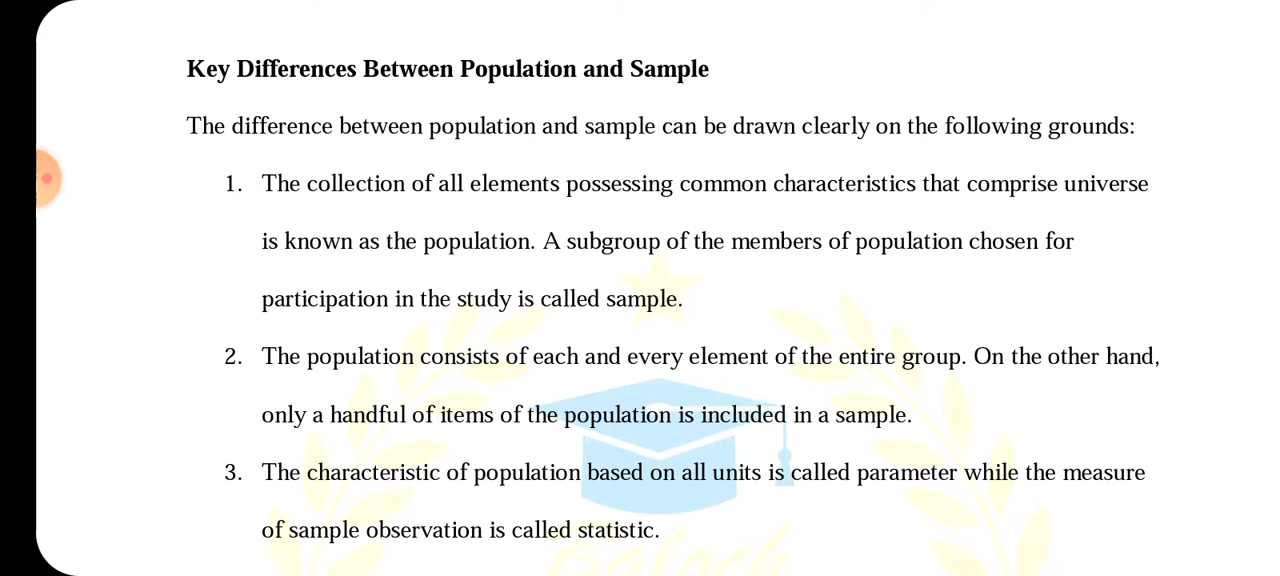 Key Differences Between Population and Sample
The difference between population and sample can be drawn clearly on the following grounds:
1. The collection of all elements possessing common characteristics that comprise universe
is known as the population. A subgroup of the members of population chosen for
participation in the study is called sample.
2. The population consists of each and every element of the entire group. On the other hand,
only a handful of items of the population is included in a sample.
3. The characteristic of population based on all units is called parameter while the measure
of sample observation is called statistic.